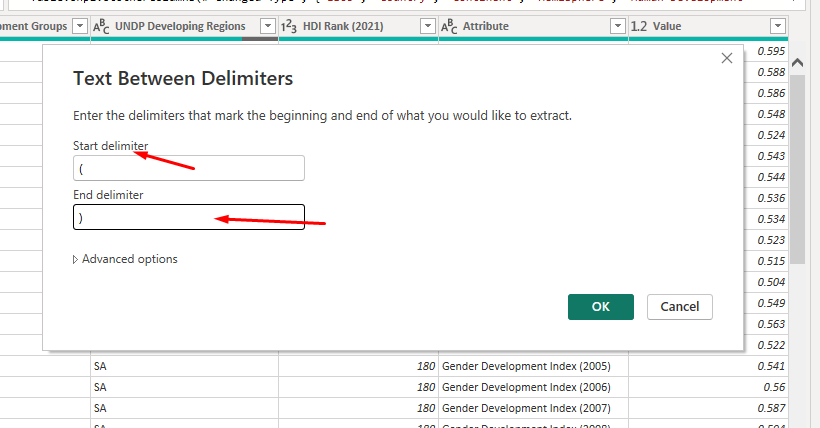 opment Groups ABC UNDP Developing Regions 123 HDI Rank (2021) ABC Attribute 1.2 Value
0.595
Text Between Delimiters
0.588
0.586
Enter the delimiters that mark the beginning and end of what you would like to extract.
0.548
0.524
Start delimiter
0.543
(
0.544
0.536
End delimiter
)
0.534
0.523
Advanced options
0.515
0.504
OK Cancel
0.549
0.563
0.522
SA 180 Gender Development Index (2005) 0.541
SA 180 Gender Development Index (2006) 0.56
SA 180 Gender Development Index (2007) 0.587